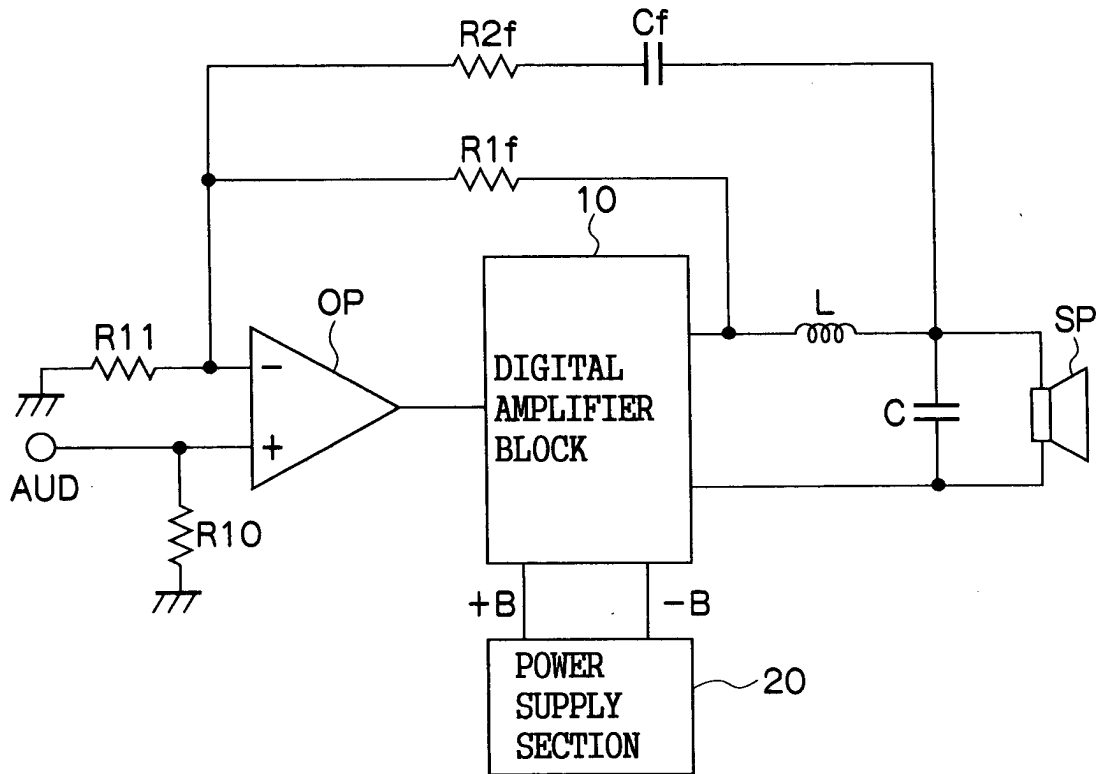 Cf
R2f
R1f
10
OP
L
SP
R11
DIGITAL
AMPLIFIER
BLOCK
C
AUD
R10
+B
-B
POWER
SUPPLY
SECTION
20
-
+